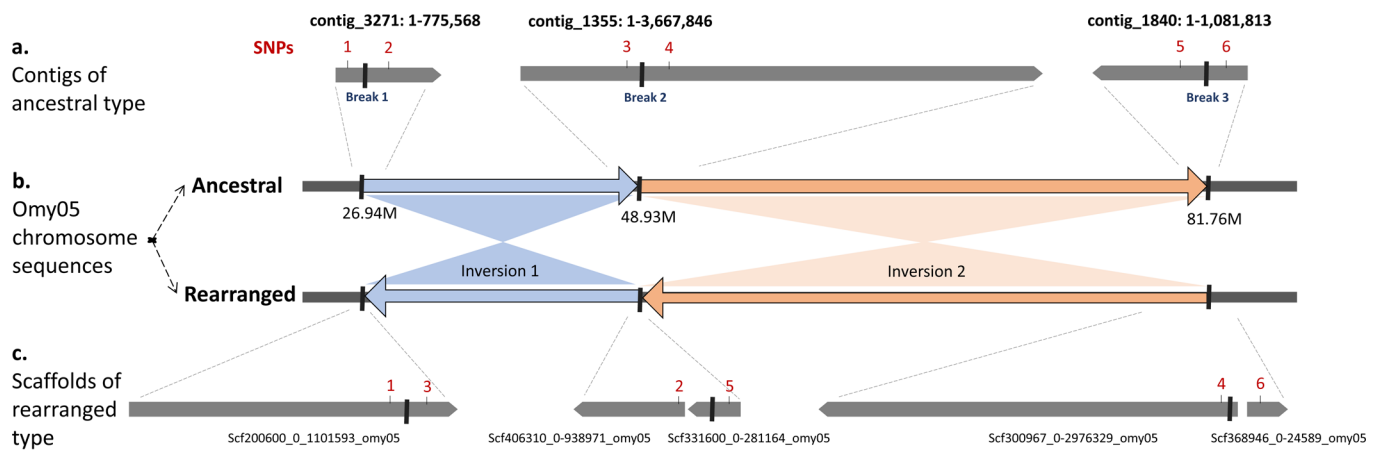 contig_3271: 1-775,568
contig_1355: 1-3,667,846
contig_1840: 1-1,081,813
a.
Contigs of
ancestral type
SNPs
1
2
3
4
5
6
Break 1
Break 2
Break 3
b.
Omy05
chromosome
sequences
Ancestral
26.94M
48.93M
81.76M
Inversion 1
Inversion 2
Rearranged
c.
Scaffolds of
rearranged
type
1
3
2
5
4
6
Scf200600_0_1101593_omy05
Scf406310_0-938971_omy05
Scf331600_0-281164_omy05
Scf300967_0-2976329_omy05
Scf368946_0-24589_omy05